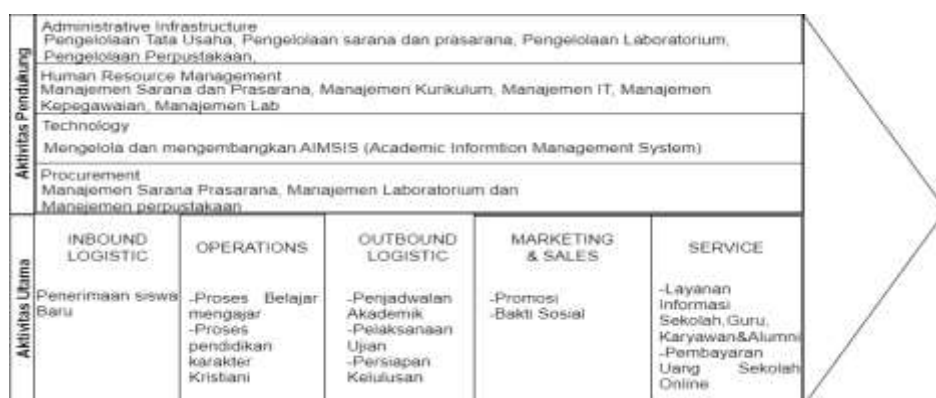 Aktivitas Pendukung
Administrative Infrastructure
Pengelolaan Tata Usaha, Pengelolaan sarana dan prasarana, Pengelolaan Laboratorium,
Pengelolaan Perpustakaan,
Human Resource Management
Manajemen Sarana dan Prasarana, Manajemen Kurikulum, Manajemen IT, Manajemen
Kepegawaian, Manajemen Lab
Technology
Mengelola dan mengembangkan AIMSIS (Academic Informtion Management System)
Procurement
Manajemen Sarana Prasarana, Manajemen Laboratorium dan
Manejemen perpustakaan
Aktivitas Utama
INBOUND
LOGISTIC
Penerimaan siswa
Baru
OPERATIONS
-Proses Belajar
mengajar
-Proses
pendidikan
karakter
Kristiani
OUTBOUND
LOGISTIC
-Penjadwalan
Akademik
-Pelaksanaan
Ujian
-Persiapan
Kelulusan
MARKETING
& SALES
-Promosi
-Bakti Sosial
SERVICE
-Layanan
Informasi
Sekolah,Guru,
Karyawan&Alumni
-Pembayaran
Uang Sekolah
Online